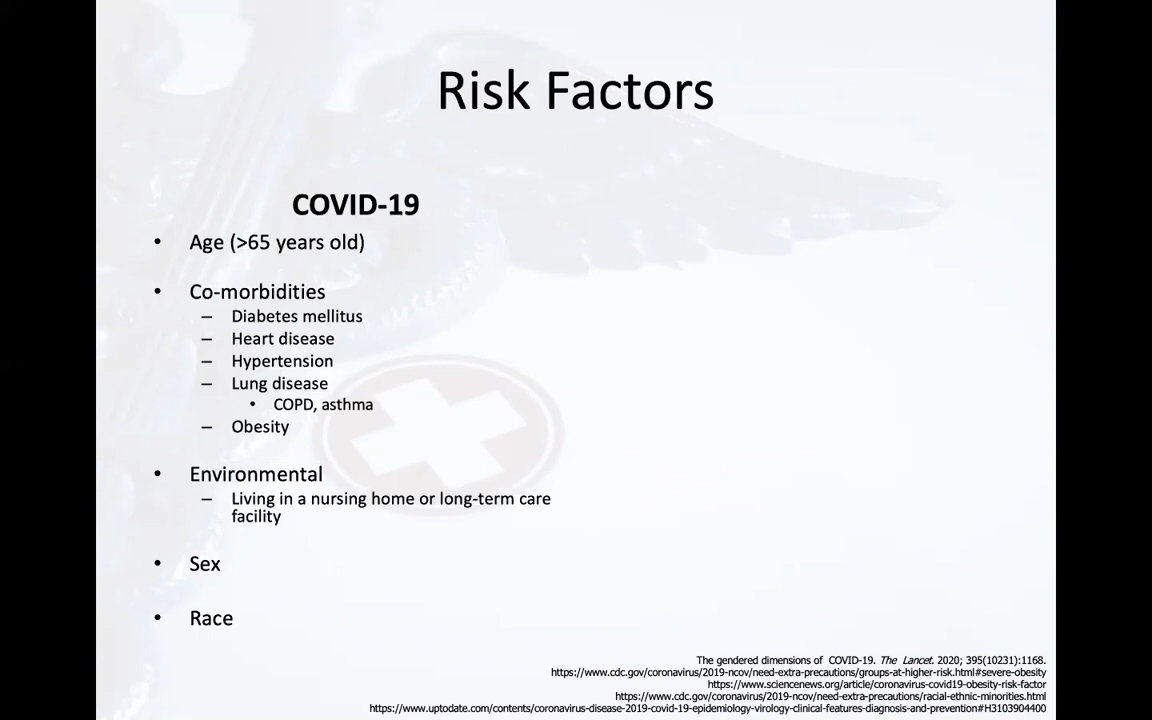 Risk Factors
COVID-19
• Age (>65 years old)
• Co-morbidities
– Diabetes mellitus
– Heart disease
– Hypertension
– Lung disease
• COPD, asthma
– Obesity
• Environmental
– Living in a nursing home or long-term care
facility
• Sex
• Race
The gendered dimensions of COVID-19. The Lancet. 2020; 395(10231):1168.
https://www.cdc.gov/coronavirus/2019-ncov/need-extra-precautions/groups-at-higher-risk.html#severe-obesity
https://www.sciencenews.org/article/coronavirus-covid19-obesity-risk-factor
https://www.cdc.gov/coronavirus/2019-ncov/need-extra-precautions/racial-ethnic-minorities.html
https://www.uptodate.com/contents/coronavirus-disease-2019-covid-19-epidemiology-virology-clinical-features-diagnosis-and-prevention#H3103904400